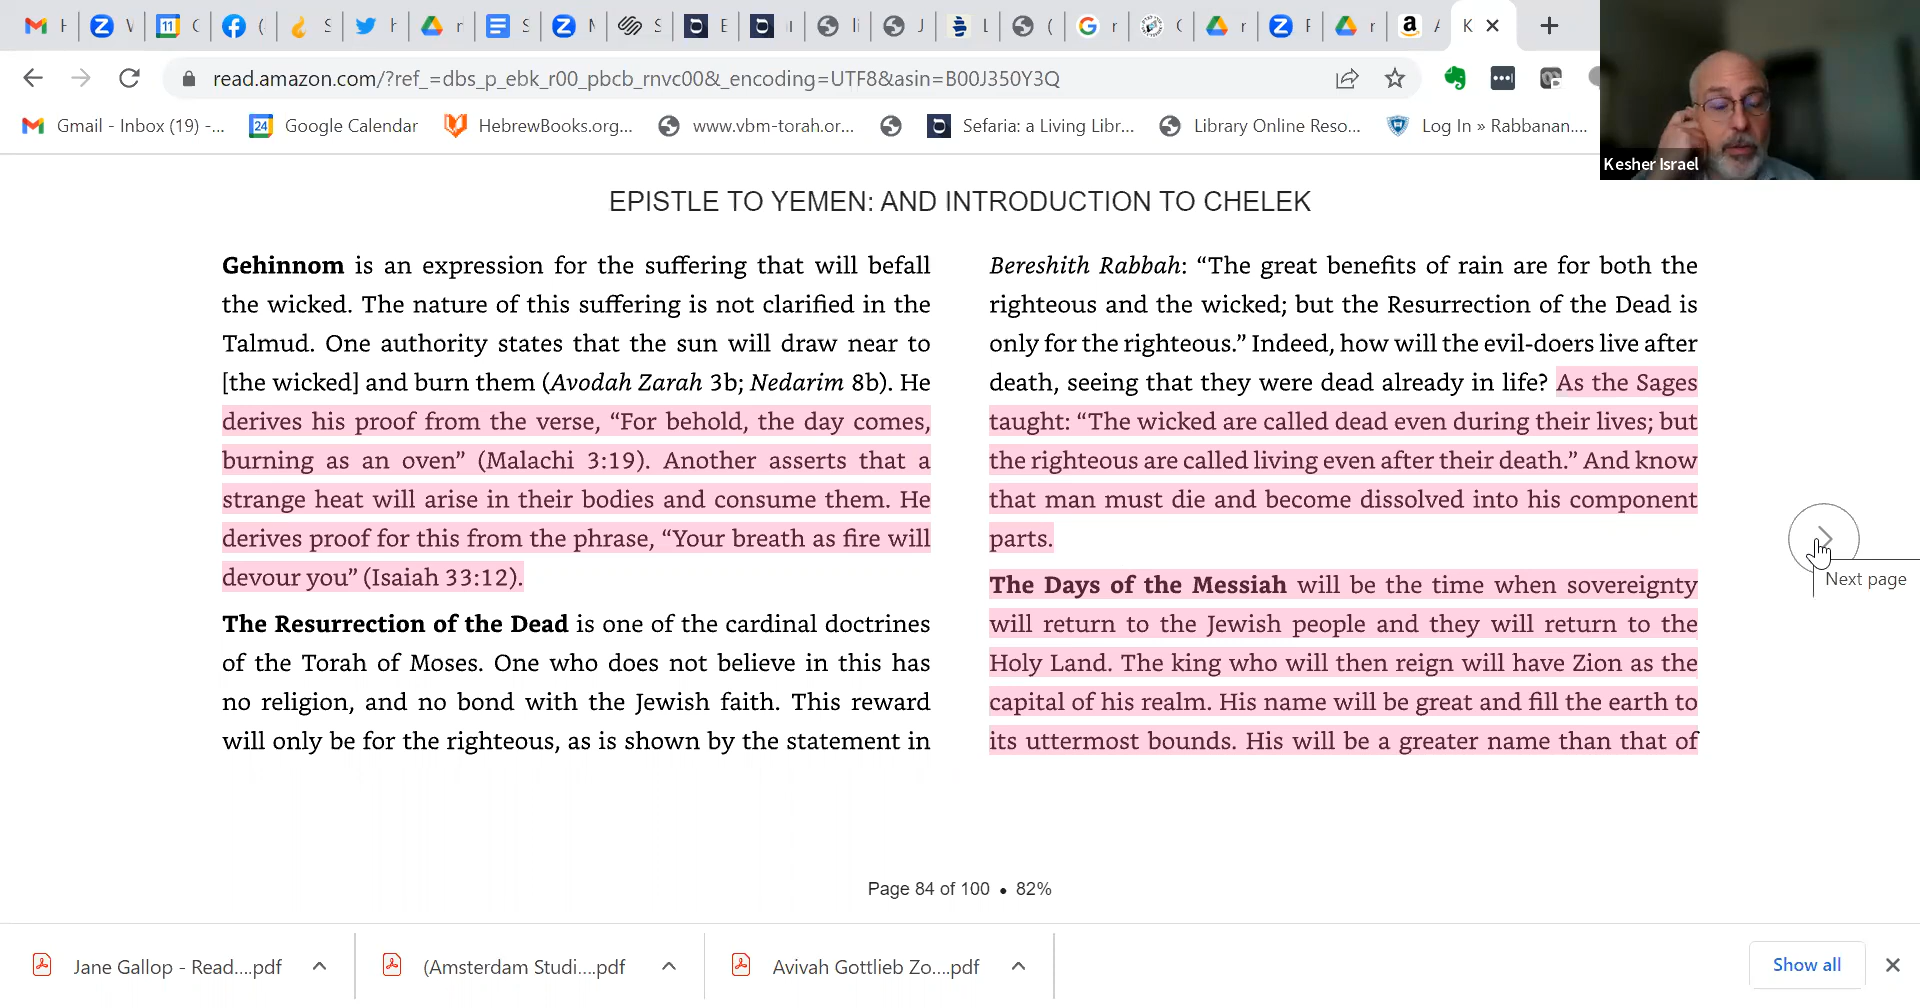 read.amazon.com/?ref_=dbs_p_ebk_r00_pbcb_rnvc00&_encoding=UTF8&asin=B00J350Y3Q
Gmail - Inbox (19) -...
Google Calendar
HebrewBooks.org...
www.vbm-torah.or...
Sefaria: a Living Libr...
Library Online Reso...
Log In » Rabbanan....
Kesher Israel
EPISTLE TO YEMEN: AND INTRODUCTION TO CHELEK
Gehinnom is an expression for the suffering that will befall
the wicked. The nature of this suffering is not clarified in the
Talmud. One authority states that the sun will draw near to
[the wicked] and burn them (Avodah Zarah 3b; Nedarim 8b). He
derives his proof from the verse, “For behold, the day comes,
burning as an oven” (Malachi 3:19). Another asserts that a
strange heat will arise in their bodies and consume them. He
derives proof for this from the phrase, “Your breath as fire will
devour you” (Isaiah 33:12).
The Resurrection of the Dead is one of the cardinal doctrines
of the Torah of Moses. One who does not believe in this has
no religion, and no bond with the Jewish faith. This reward
will only be for the righteous, as is shown by the statement in
Bereshith Rabbah: “The great benefits of rain are for both the
righteous and the wicked; but the Resurrection of the Dead is
only for the righteous.” Indeed, how will the evil-doers live after
death, seeing that they were dead already in life? As the Sages
taught: “The wicked are called dead even during their lives; but
the righteous are called living even after their death.” And know
that man must die and become dissolved into his component
parts.
The Days of the Messiah will be the time when sovereignty
will return to the Jewish people and they will return to the
Holy Land. The king who will then reign will have Zion as the
capital of his realm. His name will be great and fill the earth to
its uttermost bounds. His will be a greater name than that of
Next page
Page 84 of 100 • 82%
Jane Gallop - Read....pdf
(Amsterdam Studi....pdf
Avivah Gottlieb Zo....pdf
Show all